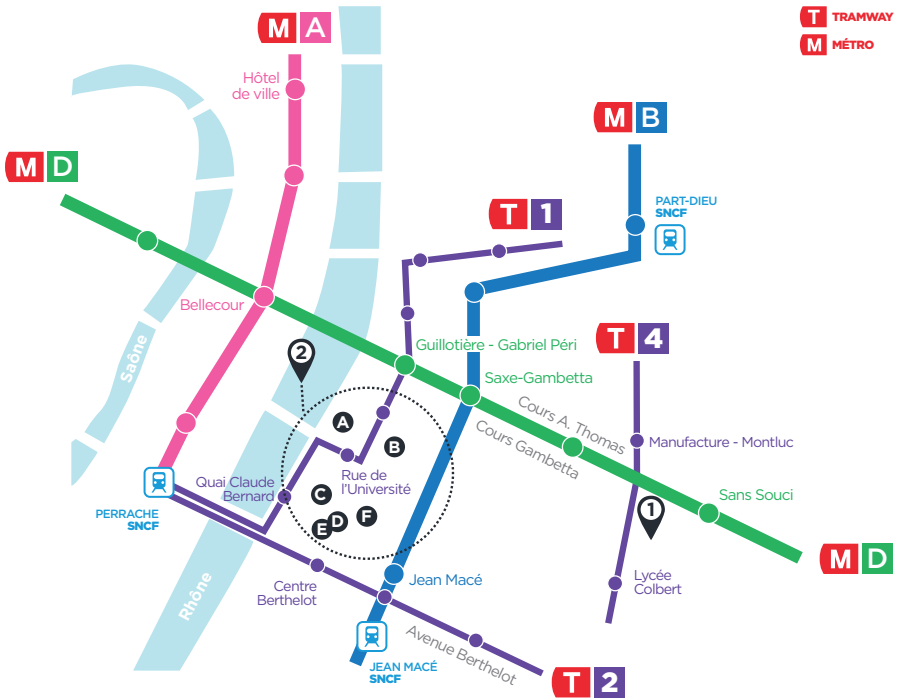 M A
T TRAMWAY
M MÉTRO
Hôtel
de ville
M B
M D
PART-DIEU
SNCF
T 1
Bellecour
Saône
Guillotière - Gabriel Péri
T 4
2
Saxe-Gambetta
Cours A. Thomas
Cours Gambetta
A
B
Manufacture - Montluc
Rue de
l'Université
Quai Claude
Bernard
C
D
E
F
Sans Souci
1
PERRACHE
SNCF
M D
Centre
Berthelot
Jean Macé
Lycée
Colbert
Rhône
Avenue Berthelot
JEAN MACÉ
SNCF
T 2